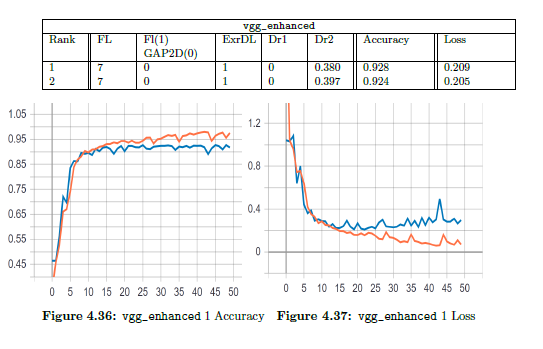 vgg_enhanced
Rank FL Fl(1) ExrDL Dr1 Dr2 Accuracy Loss
GAP2D(0)
1 7 0 1 0 0.380 0.928 0.209
2 7 0 1 0 0.397 0.924 0.205
1.05
0.95
0.85
0.75
0.65
0.55
0.45
0 5 10 15 20 25 30 35 40 45 50
1.2
0.8
0.4
0
0 5 10 15 20 25 30 35 40 45 50
Figure 4.36: vgg_enhanced 1 Accuracy
Figure 4.37: vgg_enhanced 1 Loss